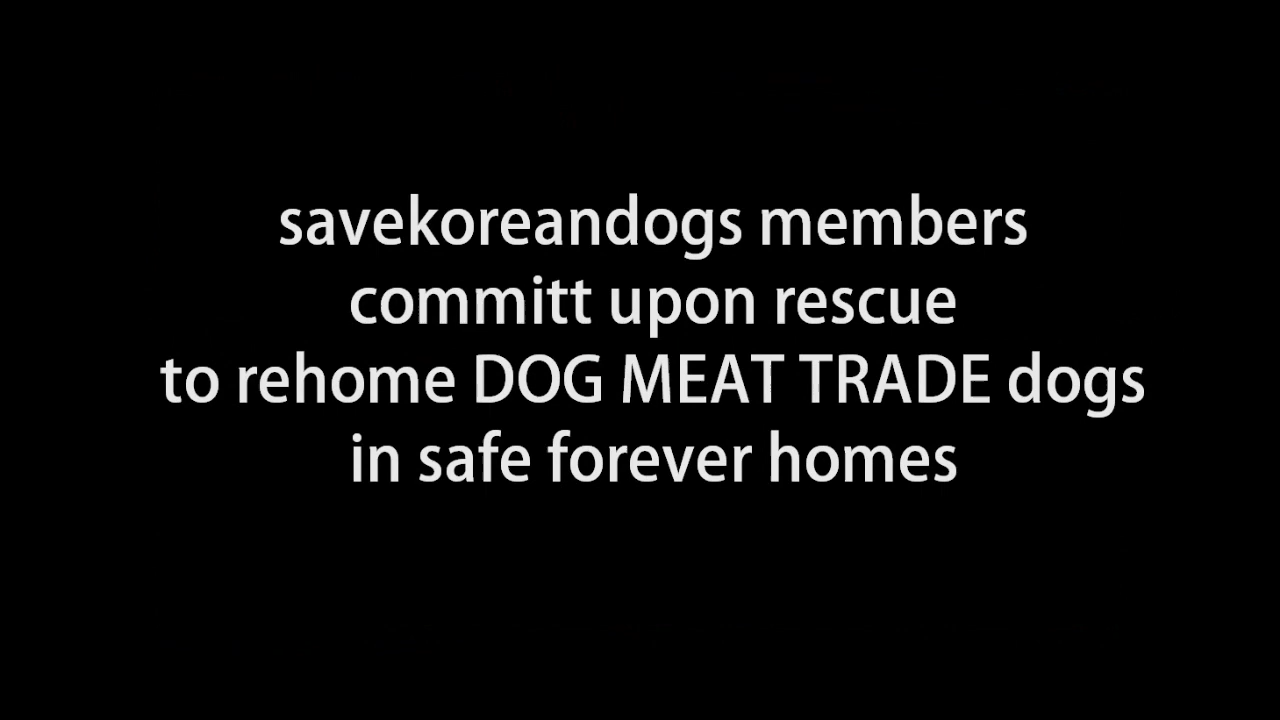 savekoreandogs members
committ upon rescue
to rehome DOG MEAT TRADE dogs
in safe forever homes